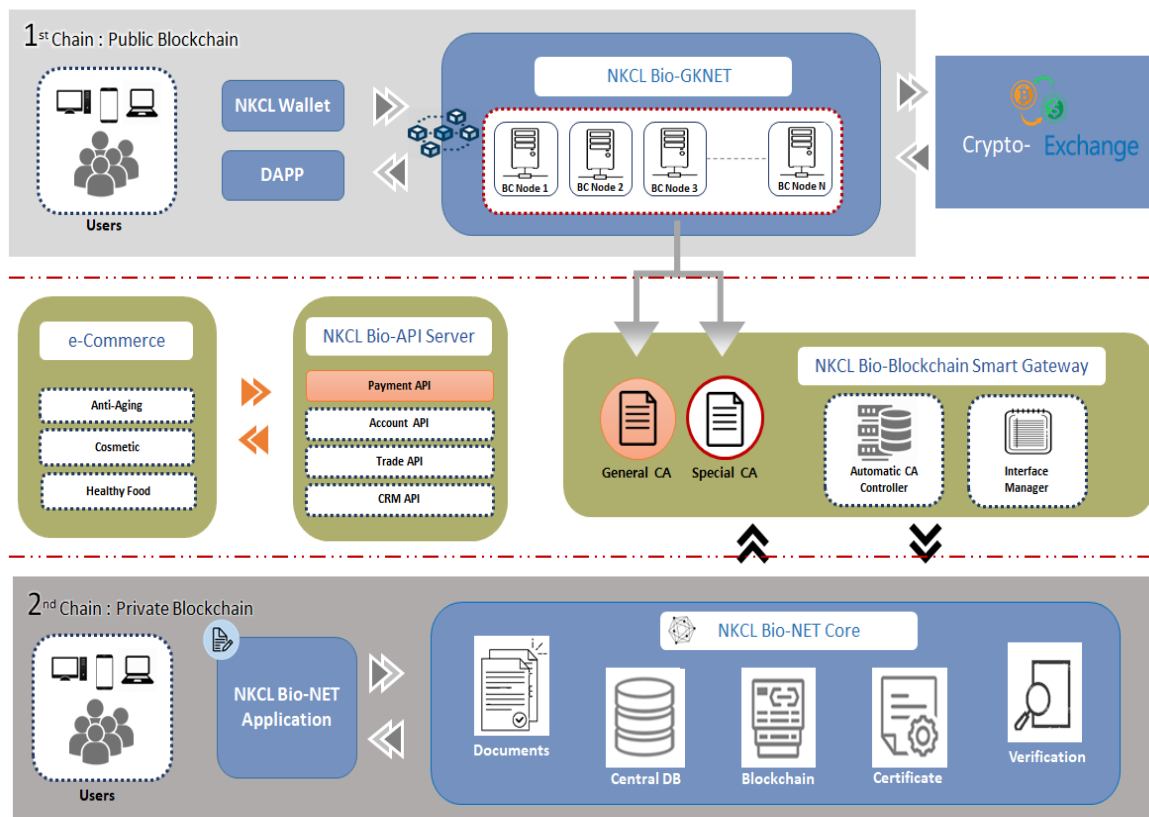 1st Chain : Public Blockchain
Users
NKCL Wallet
DAPP
NKCL Bio-GKNET
BC Node 1
BC Node 2
BC Node 3
BC Node N
Crypto- Exchange
e-Commerce
Anti-Aging
Cosmetic
Healthy Food
NKCL Bio-API Server
Payment API
Account API
Trade API
CRM API
NKCL Bio-Blockchain Smart Gateway
General CA
Special CA
Automatic CA
Controller
Interface
Manager
2nd Chain : Private Blockchain
Users
NKCL Bio-NET
Application
NKCL Bio-NET Core
Documents
Central DB
Blockchain
Certificate
Verification